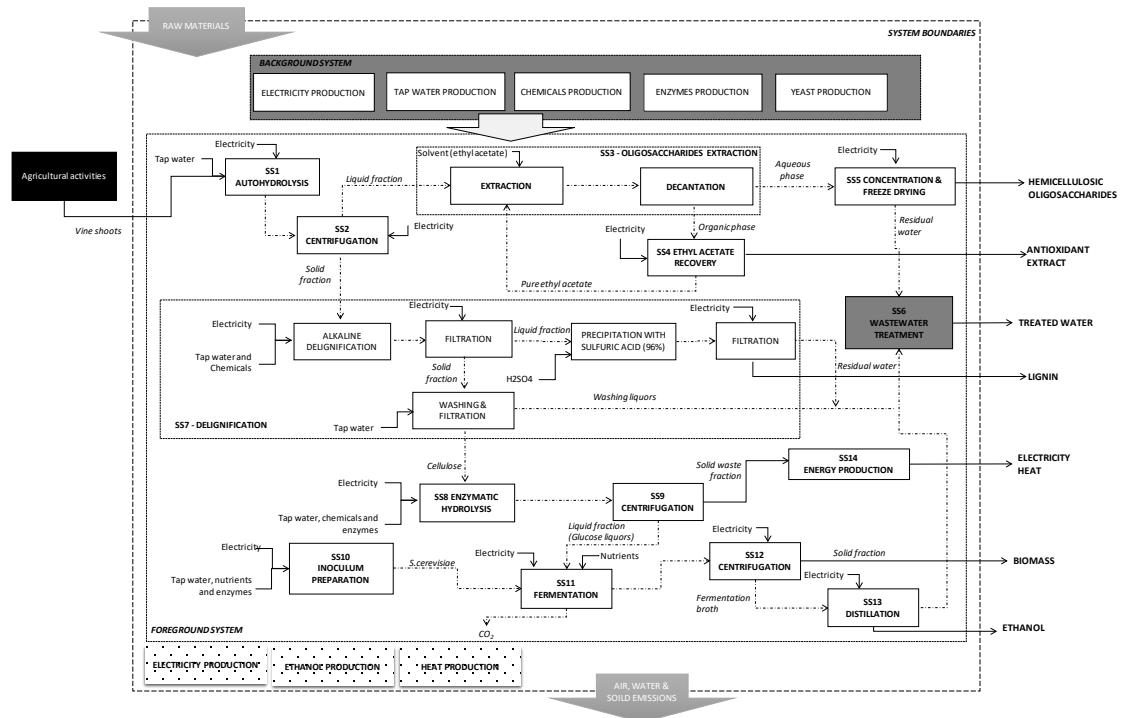 RAW MATERIALS
SYSTEM BOUNDARIES
BACKGROUND SYSTEM
ELECTRICITY PRODUCTION
TAP WATER PRODUCTION
CHEMICALS PRODUCTION
ENZYMES PRODUCTION
YEAST PRODUCTION
Agricultural activities
Vine shoots
Tap water
Electricity
SS1
AUTOHYDROLYSIS
Liquid fraction
Solvent (ethyl acetate)
SS3 - OLIGOSACCHARIDES EXTRACTION
EXTRACTION
DECANTATION
Aqueous
phase
Electricity
SS5 CONCENTRATION &
FREEZE DRYING
HEMICELLULOSIC
OLIGOSACCHARIDES
SS2
CENTRIFUGATION
Electricity
Organic phase
Electricity
SS4 ETHYL ACETATE
RECOVERY
Pure ethyl acetate
Residual
water
ANTIOXIDANT
EXTRACT
Solid
fraction
SS6
WASTEWATER
TREATMENT
TREATED WATER
Electricity
Tap water and
Chemicals
ALKALINE
DELIGNIFICATION
Electricity
FILTRATION
Liquid fraction
PRECIPITATION WITH
SULFURIC ACID (96%)
H2SO4
Electricity
FILTRATION
Residual water
LIGNIN
Solid
fraction
WASHING &
FILTRATION
Washing liquors
Tap water
SS7 - DELIGNIFICATION
Cellulose
Electricity
Tap water, chemicals and
enzymes
SS8 ENZYMATIC
HYDROLYSIS
SS9
CENTRIFUGATION
Solid waste
fraction
SS14
ENERGY PRODUCTION
ELECTRICITY
HEAT
Liquid fraction
(Glucose liquors)
Electricity
Tap water, nutrients
and enzymes
SS10
INOCULUM
PREPARATION
S.cerevisiae
Electricity
Nutrients
SS11
FERMENTATION
CO2
Electricity
SS12
CENTRIFUGATION
Solid fraction
BIOMASS
Fermentation
broth
Electricity
SS13
DISTILLATION
ETHANOL
FOREGROUND SYSTEM
ELECTRICITY PRODUCTION
ETHANOL PRODUCTION
HEAT PRODUCTION
AIR, WATER &
SOILD EMISSIONS